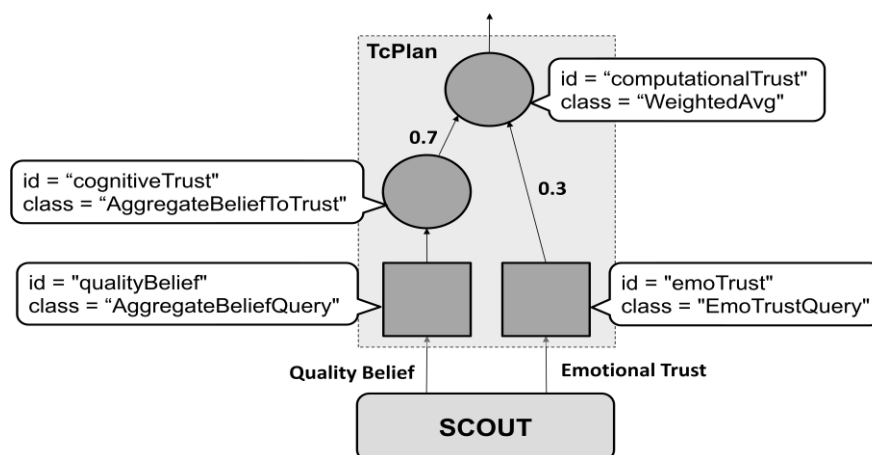 TcPlan
id = “computationalTrust"
class = “WeightedAvg"
0.7
id = “cognitiveTrust"
class = “AggregateBeliefToTrust"
0.3
id = "qualityBelief"
class = “AggregateBeliefQuery"
id = "emoTrust"
class = "EmoTrustQuery"
Quality Belief
Emotional Trust
SCOUT